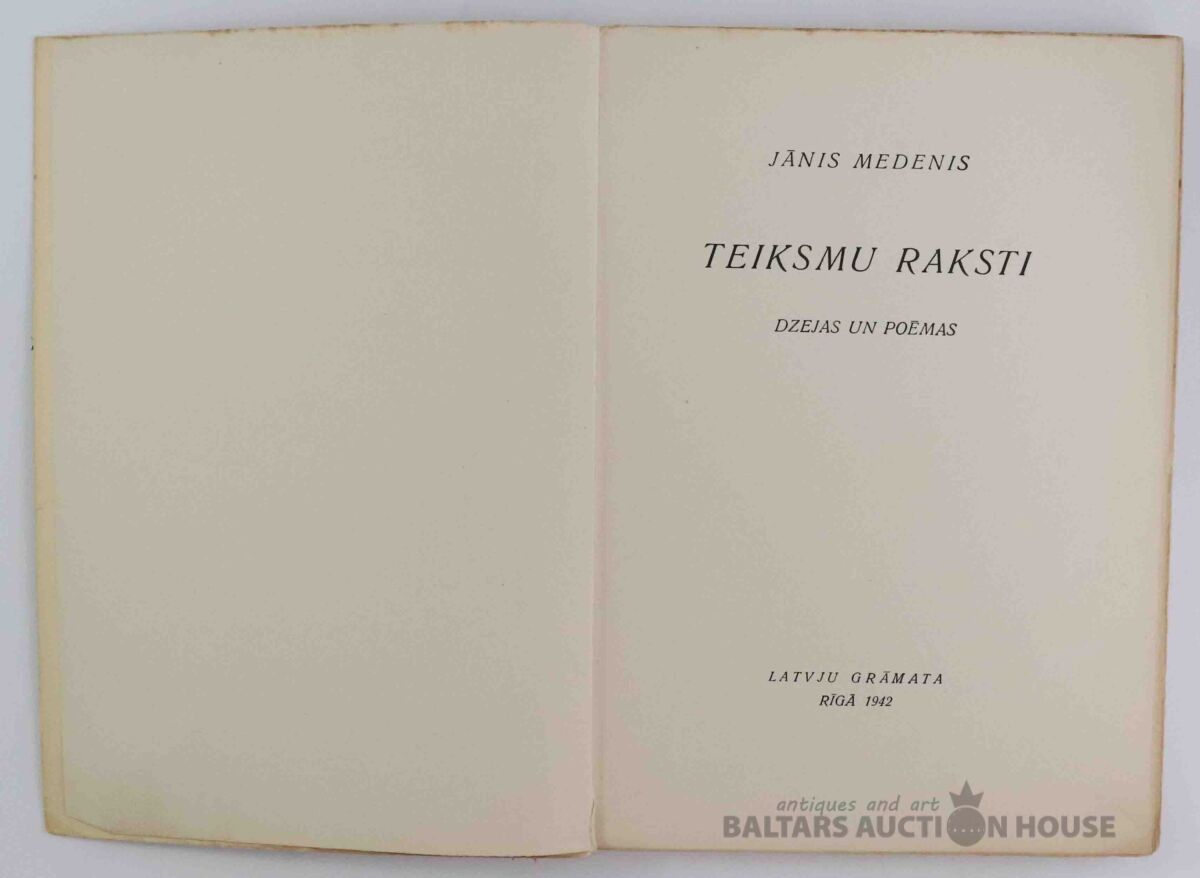 JĀNIS MEDENIS
TEIKSMU RAKSTI
DZEJAS UN POĒMAS
LATVJU GRĀMATA
RĪGĀ 1942
antiques and art
BALTARS AUCTION HOUSE